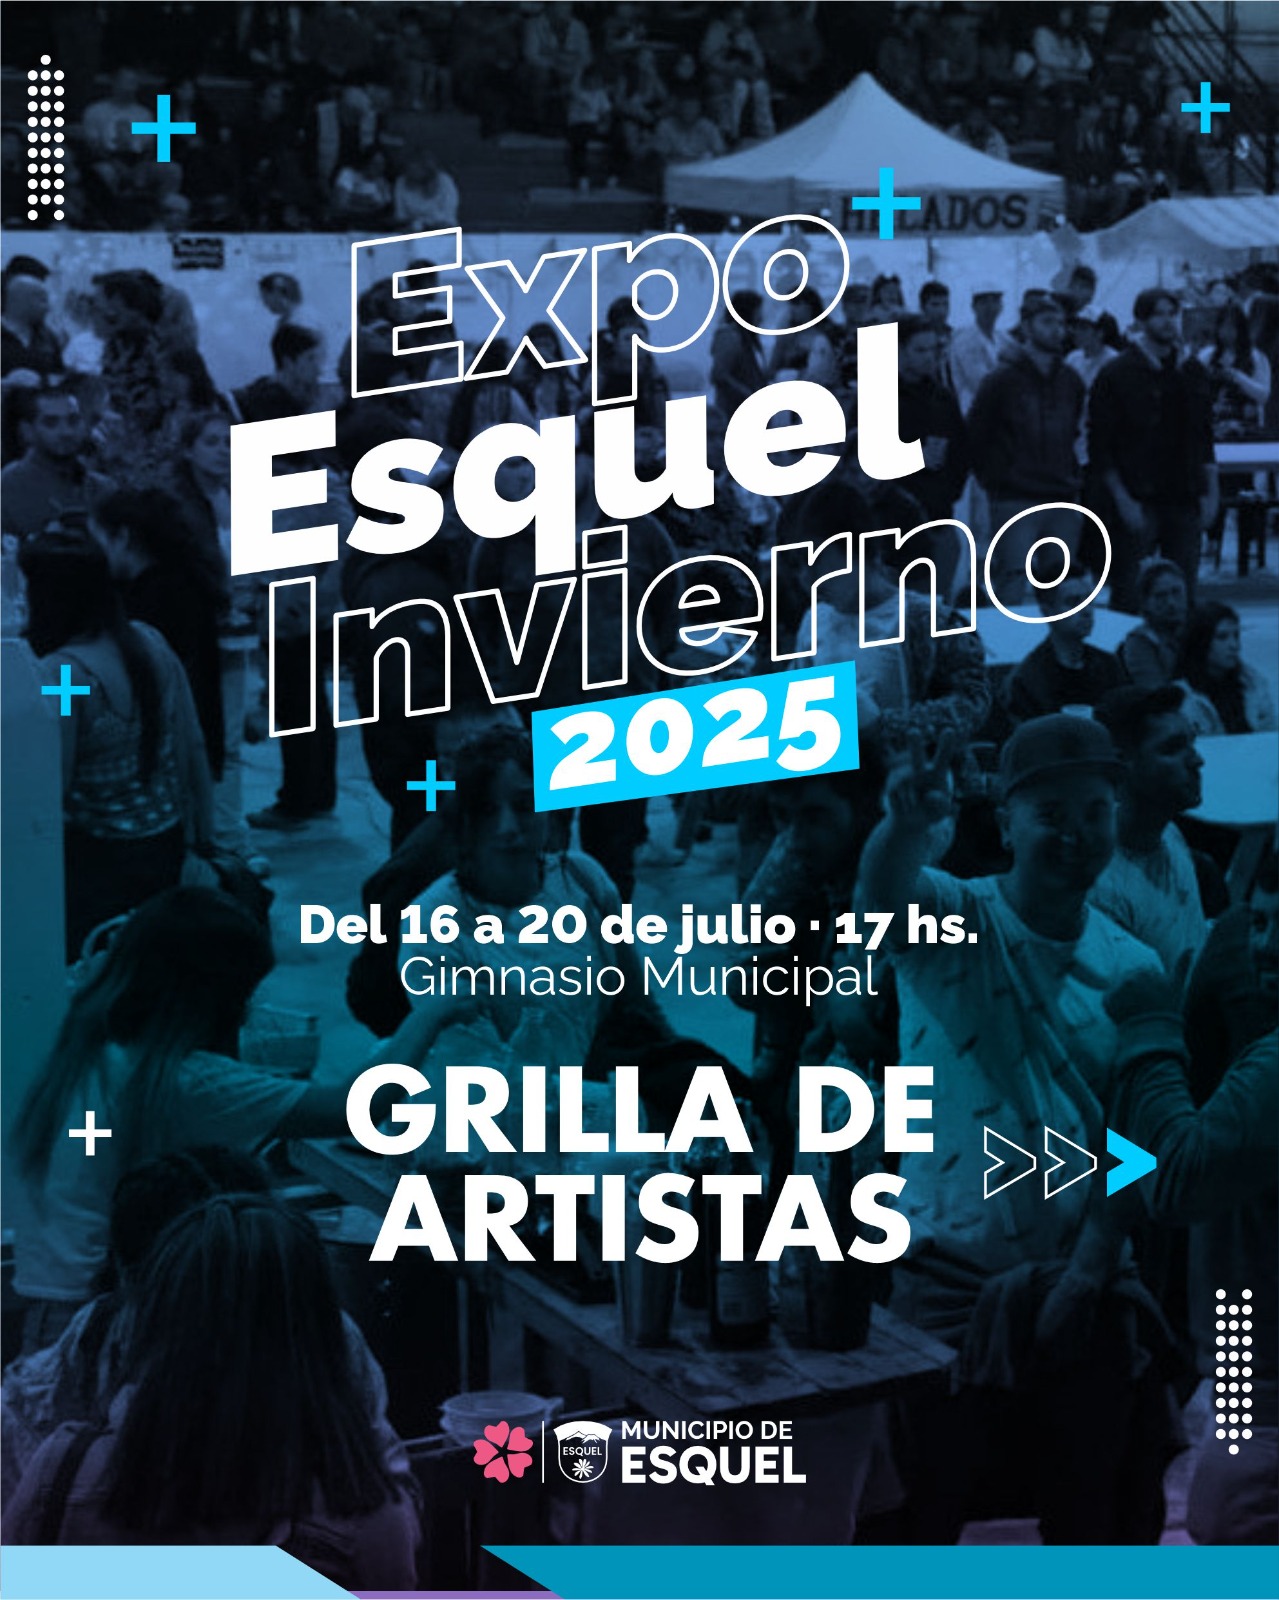 HELADOS
Expo
Esquel
Invierno
2025
Del 16 a 20 de julio · 17 hs.
Gimnasio Municipal
GRILLA DE
ARTISTAS
ESQUEL
MUNICIPIO DE
ESQUEL